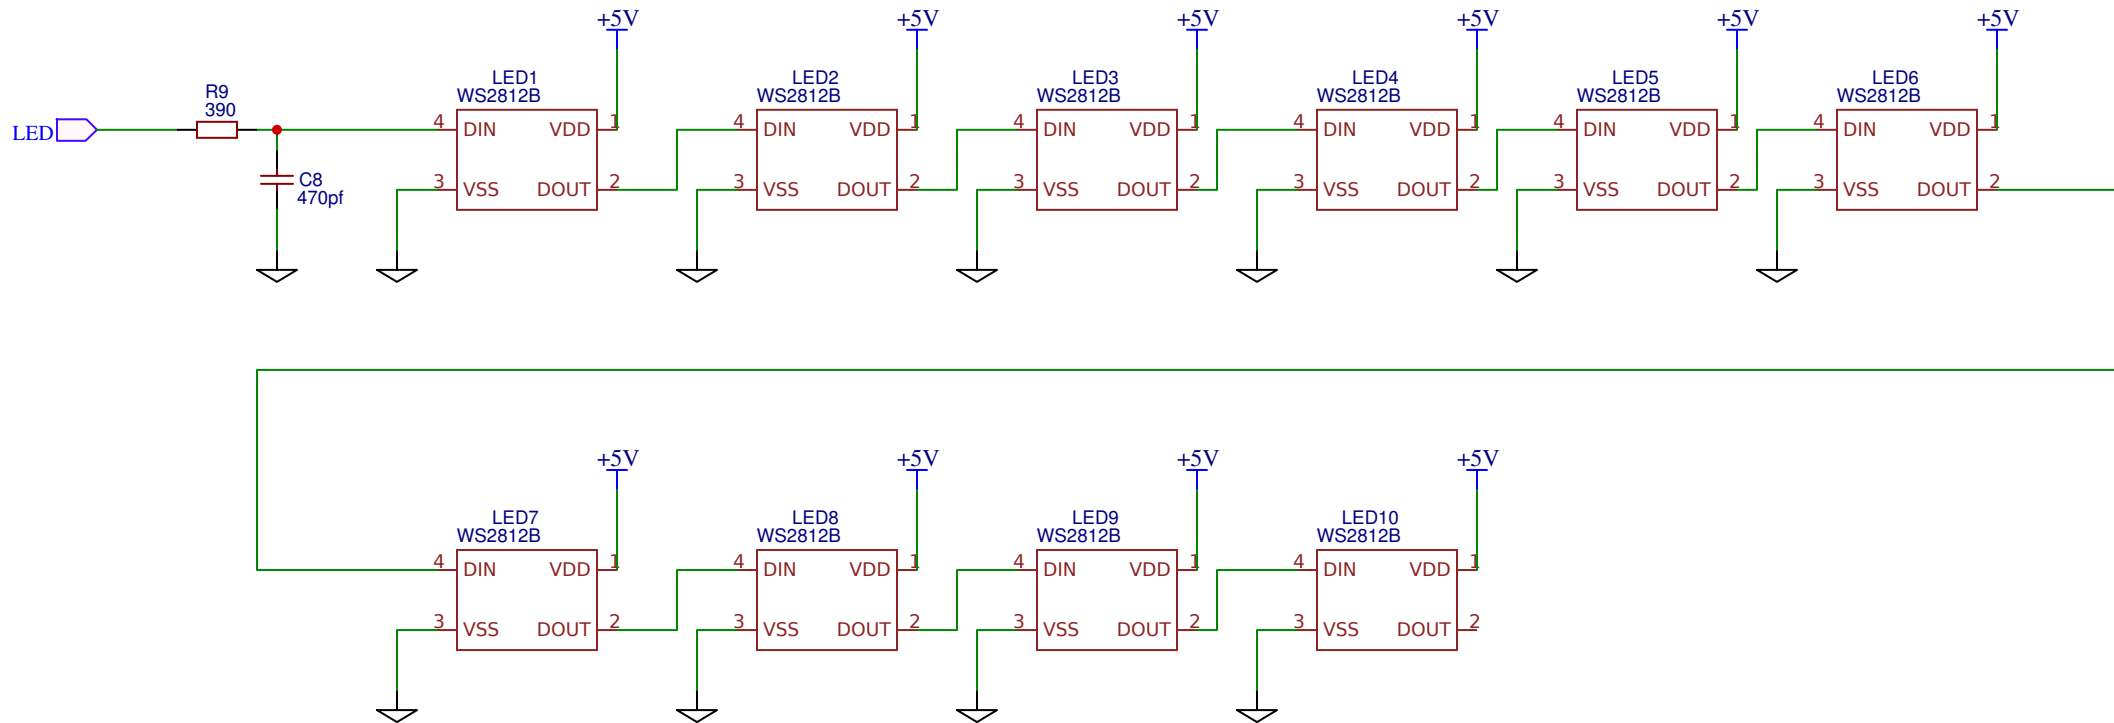 +5V +5V +5V +5V +5V +5V
LED1 LED2 LED3 LED4 LED5 LED6
R9 WS2812B WS2812B WS2812B WS2812B WS2812B WS2812B
390
LED 4 DIN VDD 1 4 DIN VDD 1 4 DIN VDD 1 4 DIN VDD 1 4 DIN VDD 1 4 DIN VDD 1
C8 3 VSS DOUT 2 3 VSS DOUT 2 3 VSS DOUT 2 3 VSS DOUT 2 3 VSS DOUT 2 3 VSS DOUT 2
470pf
+5V +5V +5V +5V
LED7 LED8 LED9 LED10
WS2812B WS2812B WS2812B WS2812B
4 DIN VDD 1 4 DIN VDD 1 4 DIN VDD 1 4 DIN VDD 1
3 VSS DOUT 2 3 VSS DOUT 2 3 VSS DOUT 2 3 VSS DOUT 2